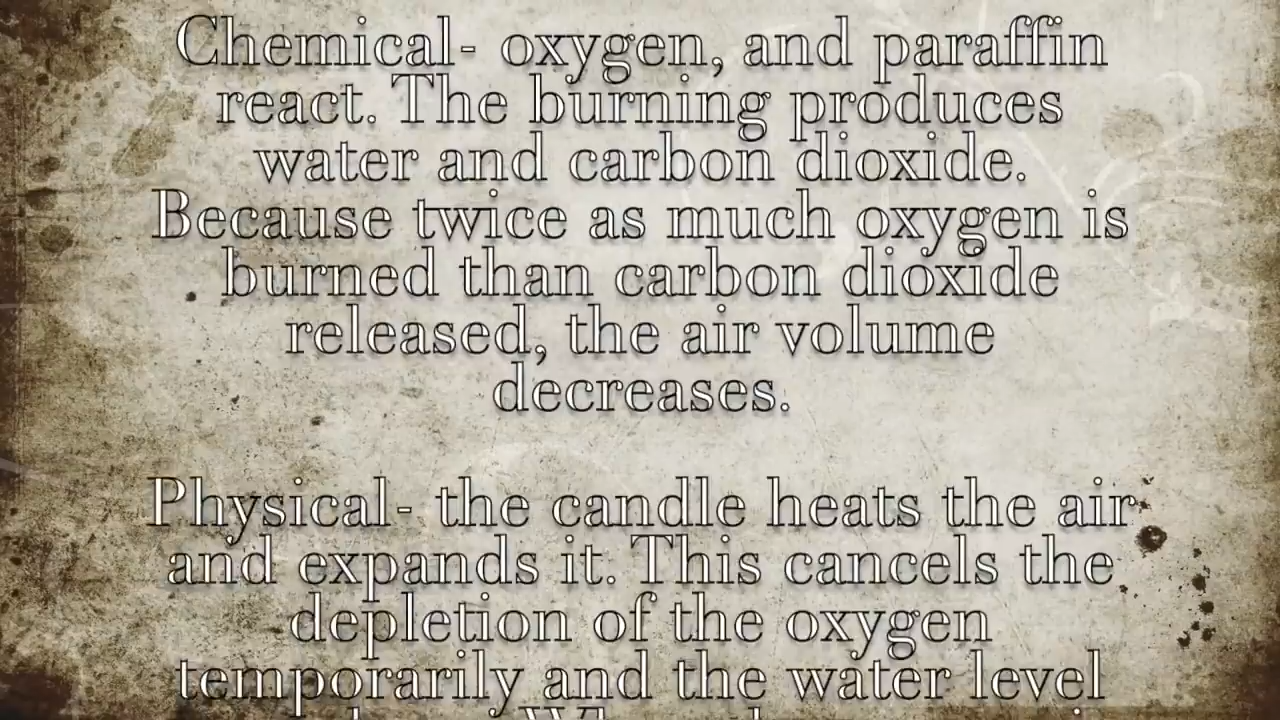 Chemical- oxygen, and paraffin
react. The burning produces
water and carbon dioxide.
Because twice as much oxygen is
burned than carbon dioxide
released, the air volume
decreases.
Physical- the candle heats the air
and expands it. This cancels the
depletion of the oxygen
temporarily and the water level